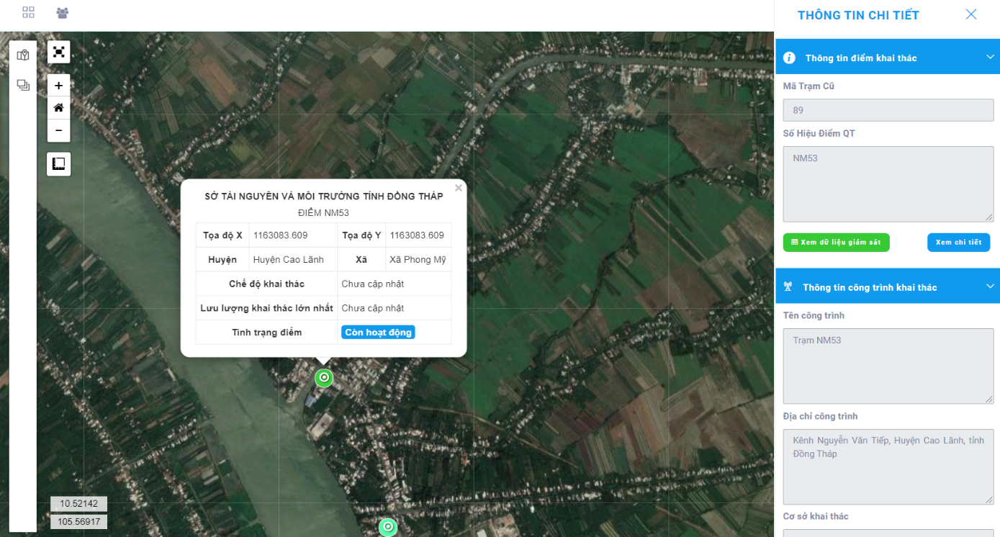 THÔNG TIN CHI TIẾT
Thông tin điểm khai thác
Mã Trạm Cũ
89
Số Hiệu Điểm QT
NM53
Xem dữ liệu giám sát
Xem chi tiết
Thông tin công trình khai thác
Tên công trình
Trạm NM53
Địa chỉ công trình
Kênh Nguyễn Văn Tiếp, Huyện Cao Lãnh, tỉnh
Đồng Tháp
Cơ sở khai thác
SỞ TÀI NGUYÊN VÀ MÔI TRƯỜNG TỈNH ĐỒNG THÁP
ĐIỂM NM53
Tọa độ X 1163083.609 Tọa độ Y 1163083.609
Huyện Huyện Cao Lãnh Xã Xã Phong Mỹ
Chế độ khai thác Chưa cập nhật
Lưu lượng khai thác lớn nhất Chưa cập nhật
Tình trạng điểm Còn hoạt động
10.52142
105.56917